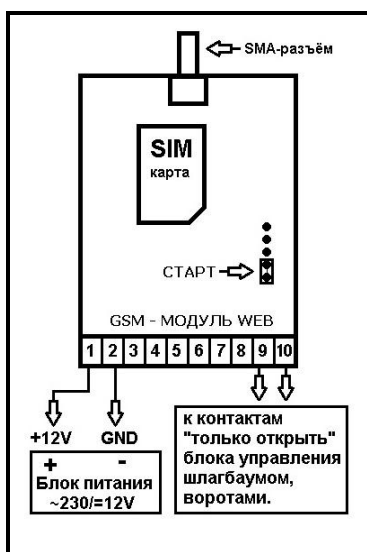 SMA-разъём
SIM
карта
СТАРТ
GSM - МОДУЛЬ WEB
1 2 3 4 5 6 7 8 9 10
+12V GND
+ -
Блок питания
~230/=12V
к контактам
"только открыть"
блока управления
шлагбаумом,
воротами.